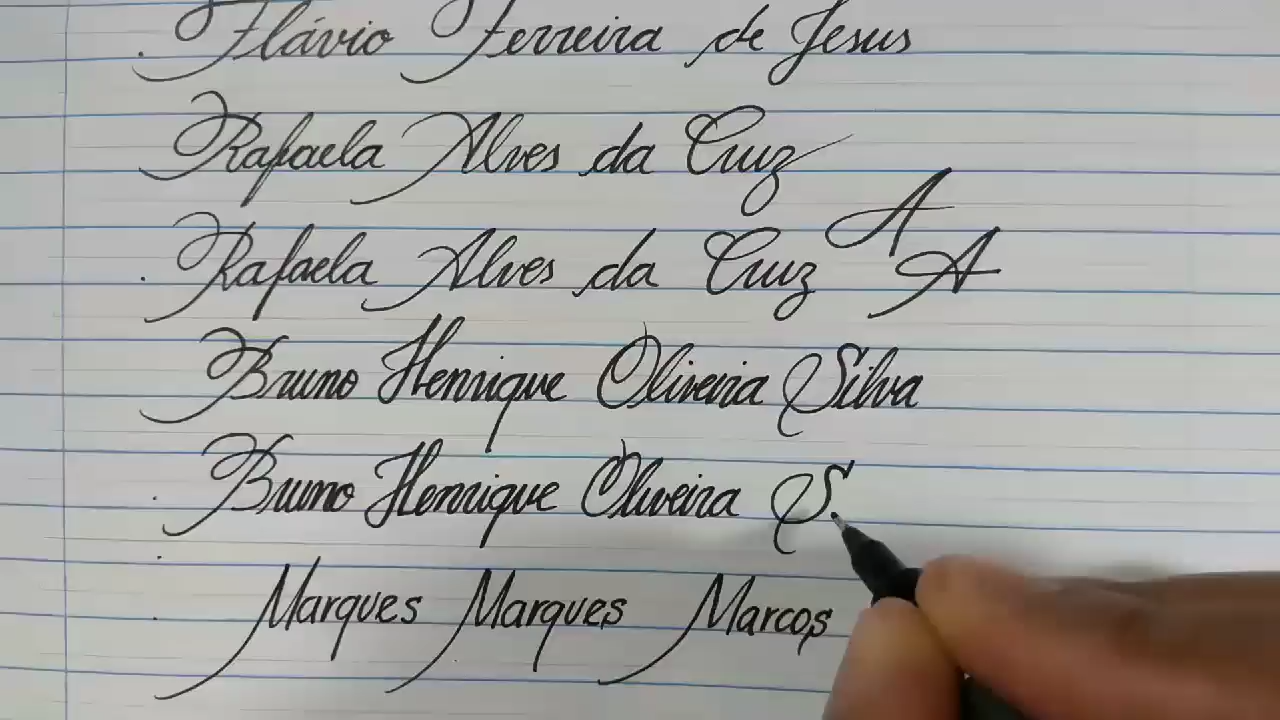 Flávio Ferreira de Jesus
Rafaela Alves da Cruz
A
Rafaela Alves da Cruz A
Bruno Henrique Oliveira Silva
Bruno Henrique Oliveira S.
Marques Marques Marcos